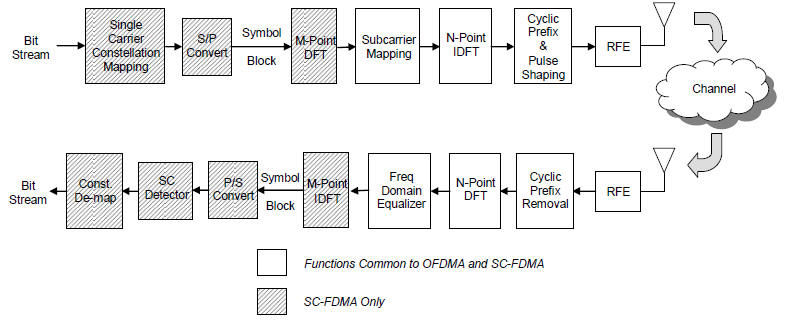 Bit
Stream
Single
Carrier
Constellation
Mapping
S/P
Convert
Symbol
Block
M-Point
DFT
Subcarrier
Mapping
N-Point
IDFT
Cyclic
Prefix
&
Pulse
Shaping
RFE
Channel
Bit
Stream
Const.
De-map
SC
Detector
P/S
Convert
Symbol
Block
M-Point
IDFT
Freq
Domain
Equalizer
N-Point
DFT
Cyclic
Prefix
Removal
RFE
Functions Common to OFDMA and SC-FDMA
SC-FDMA Only